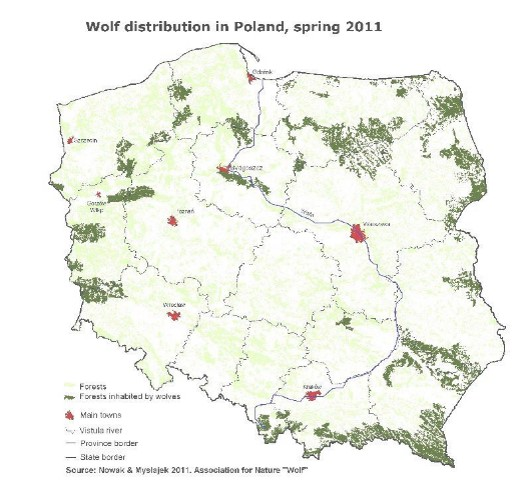 Wolf distribution in Poland, spring 2011
Gdańsk
Szczecin
Bydgoszcz
Gorzów
Wlkp
Poznań
Warszawa
Wrocław
Kraków
Forests
Forests inhabited by wolves
Main towns
Vistula river
Province border
State border
Source: Nowak & Mysłajek 2011. Association for Nature "Wolf"